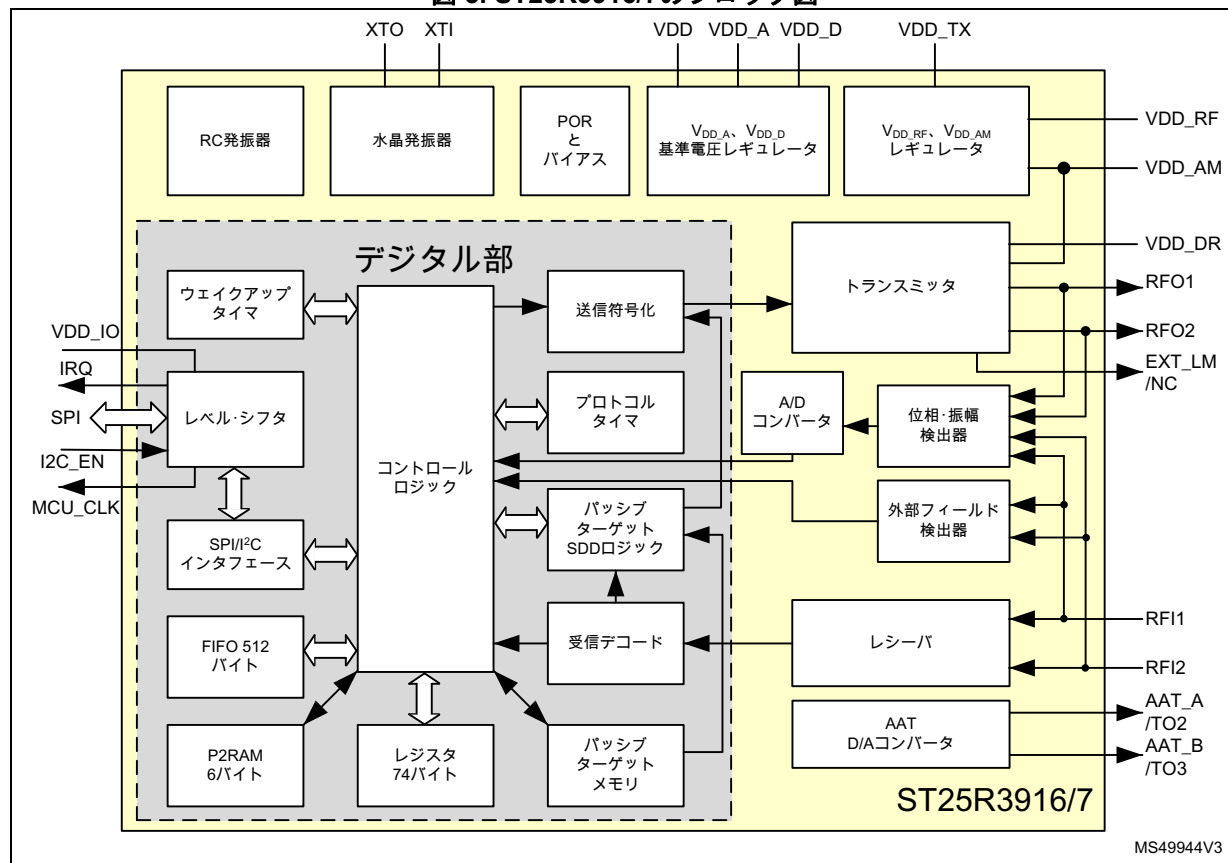 XTO XTI VDD VDD_A VDD_D VDD_TX
RC発振器
水晶発振器
POR
と
バイアス
VDD_A、VDD_D
基準電圧レギュレータ
VDD_RF、VDD_AM
レギュレータ
VDD_RF
VDD_AM
VDD_DR
RFO1
RFO2
EXT_LM
/NC
デジタル部
ウェイクアップ
タイマ
送信符号化
トランスミッタ
VDD_IO
IRQ
SPI
I2C_EN
MCU_CLK
レベル・シフタ
コントロール
ロジック
プロトコル
タイマ
A/D
コンバータ
位相・振幅
検出器
SPI/I²C
インタフェース
パッシブ
ターゲット
SDDロジック
外部フィールド
検出器
FIFO 512
バイト
受信デコード
レシーバ
RFI1
RFI2
P2RAM
6バイト
レジスタ
74バイト
パッシブ
ターゲット
メモリ
AAT
D/Aコンバータ
AAT_A
/TO2
AAT_B
/TO3
ST25R3916/7
MS49944V3